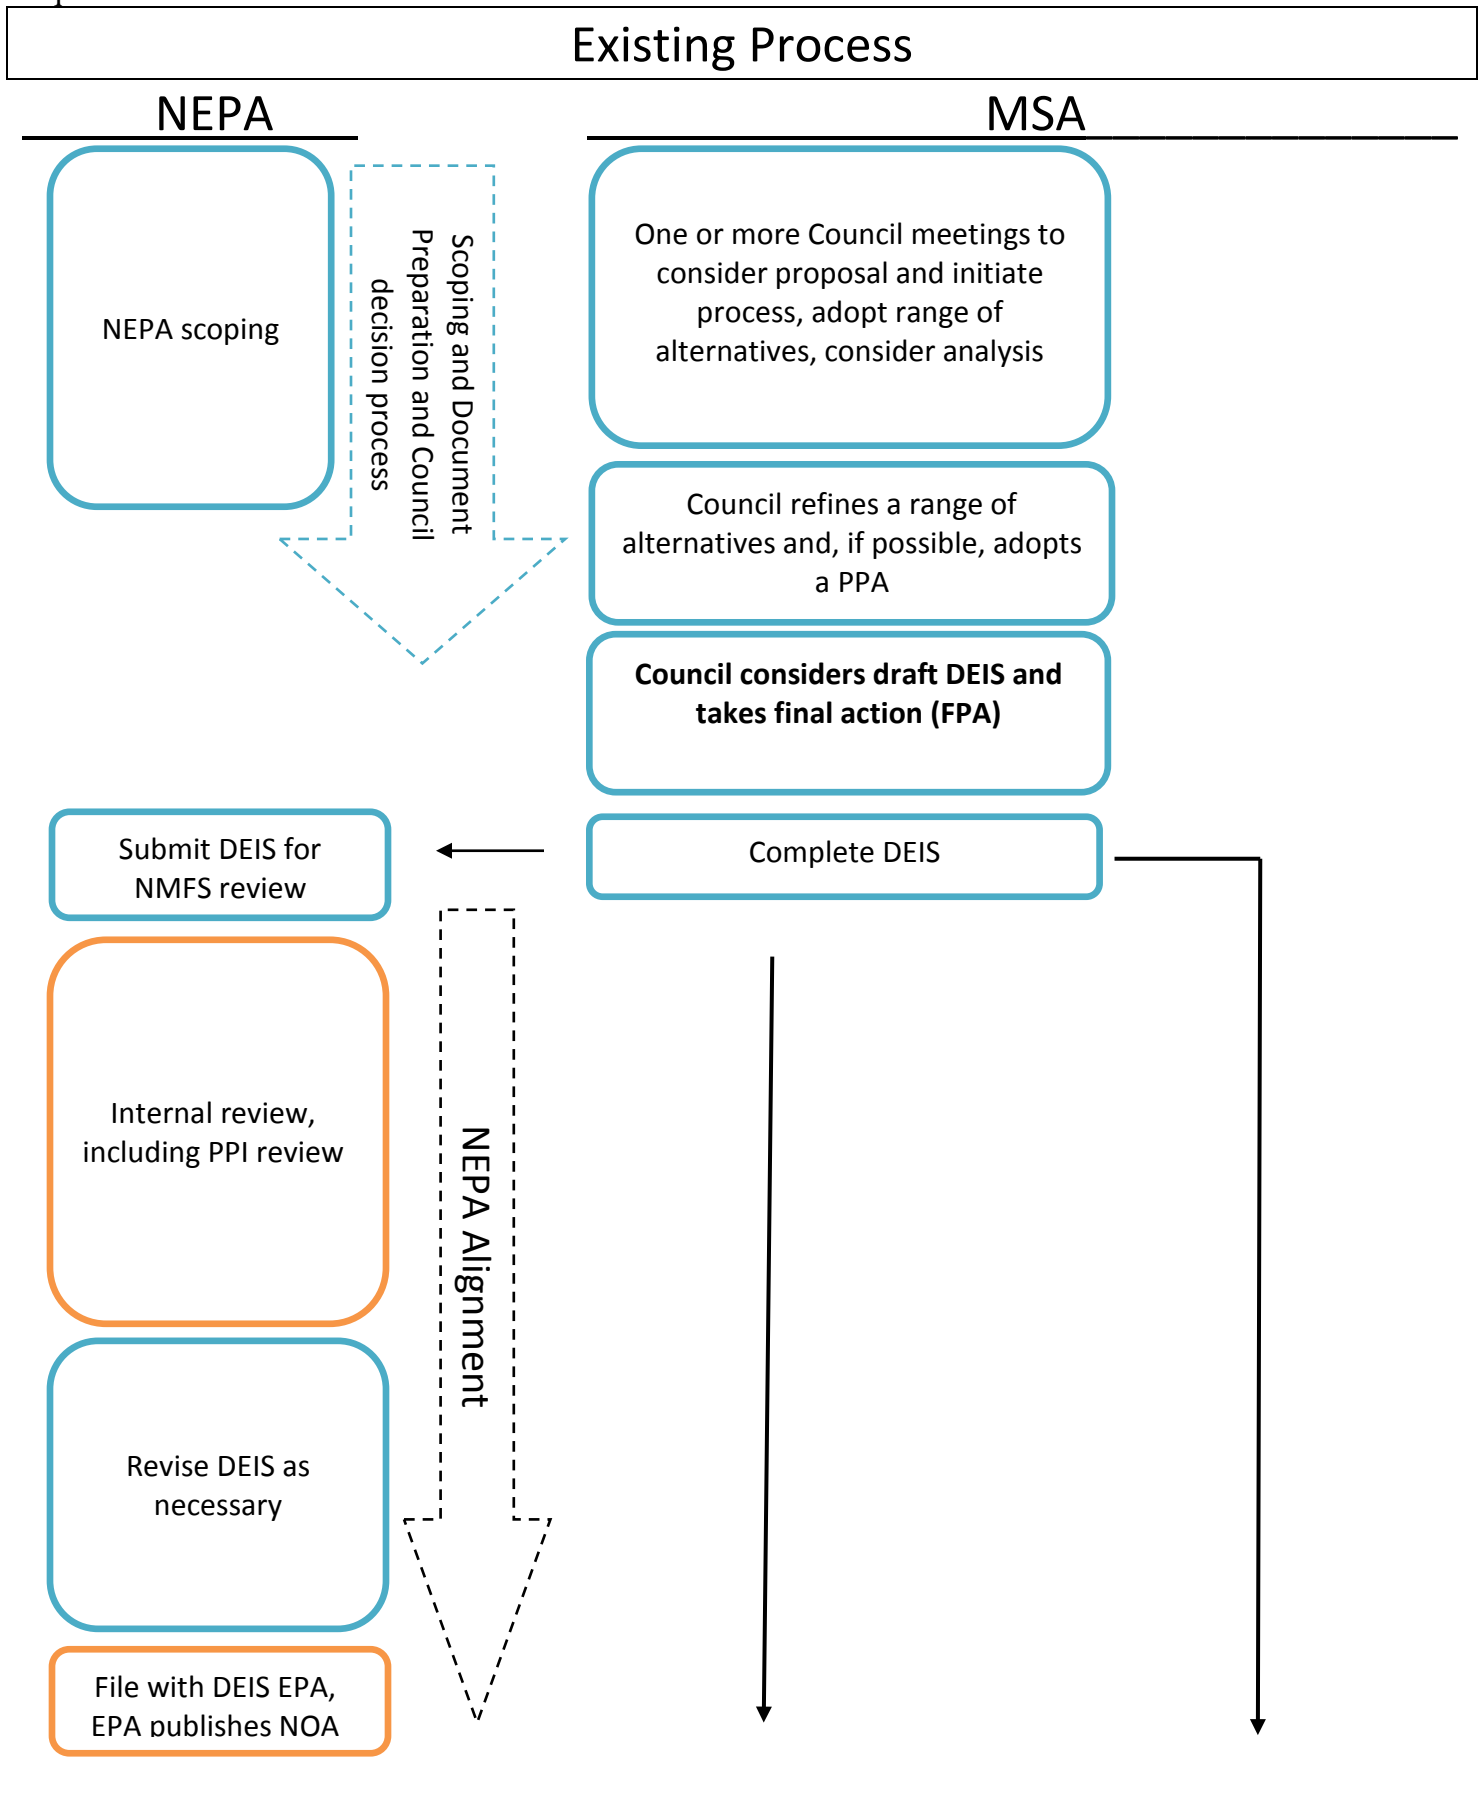 Existing Process
NEPA
MSA
NEPA scoping
Scoping and Document
Preparation and Council
decision process
One or more Council meetings to
consider proposal and initiate
process, adopt range of
alternatives, consider analysis
Council refines a range of
alternatives and, if possible, adopts
a PPA
Council considers draft DEIS and
takes final action (FPA)
Submit DEIS for
NMFS review
Complete DEIS
Internal review,
including PPI review
NEPA Alignment
Revise DEIS as
necessary
File with DEIS EPA,
EPA publishes NOA